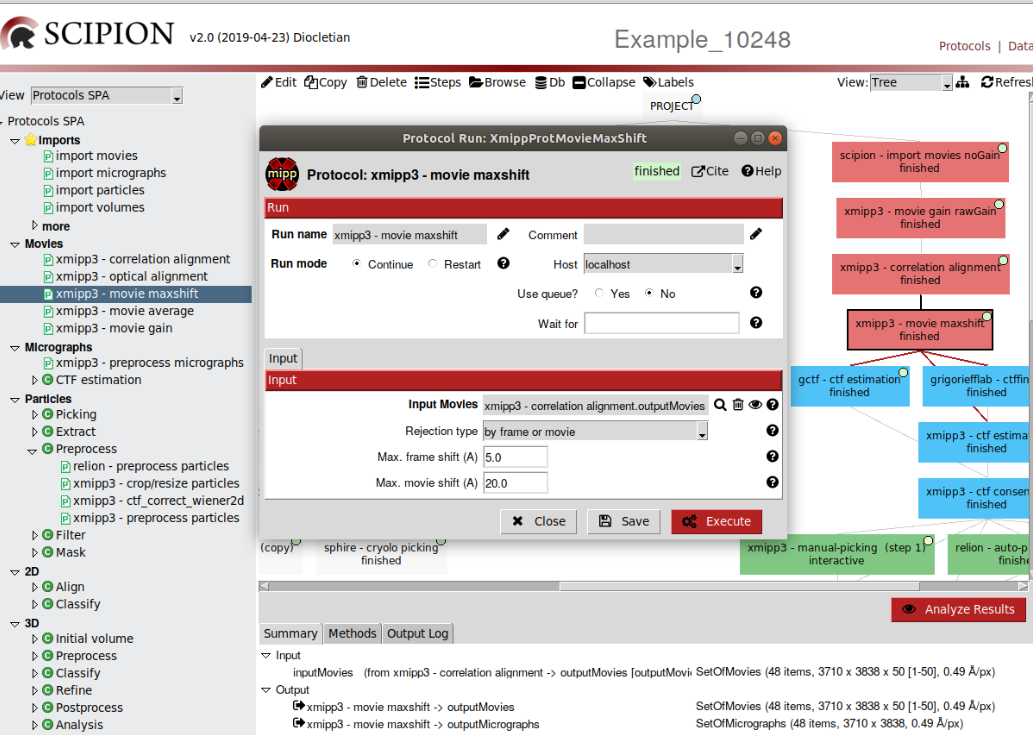 SCIPION v2.0 (2019-04-23) Diocletian
Example_10248
Protocols | Data
View Protocols SPA
Protocols SPA
Imports
import movies
import micrographs
import particles
import volumes
more
Movies
xmipp3 - correlation alignment
xmipp3 - optical alignment
xmipp3 - movie maxshift
xmipp3 - movie average
xmipp3 - movie gain
Micrographs
xmipp3 - preprocess micrographs
CTF estimation
Particles
Picking
Extract
Preprocess
relion - preprocess particles
xmipp3 - crop/resize particles
xmipp3 - ctf_correct_wiener2d
xmipp3 - preprocess particles
Filter
Mask
2D
Align
Classify
3D
Initial volume
Preprocess
Classify
Refine
Postprocess
Analysis
Edit Copy Delete Steps Browse Db Collapse Labels
View: Tree Refresh
PROJECT
scipion - import movies noGain
finished
xmipp3 - movie gain rawGain
finished
xmipp3 - correlation alignment
finished
xmipp3 - movie maxshift
finished
gctf - ctf estimation
finished
grigoriefflab - ctffin
finished
xmipp3 - ctf estima
finished
xmipp3 - ctf consen
finished
(copy)
sphire - cryolo picking
finished
xmipp3 - manual-picking (step 1)
interactive
relion - auto-p
finishe
Protocol Run: XmippProtMovieMaxShift
mipp Protocol: xmipp3 - movie maxshift finished Cite Help
Run
Run name xmipp3 - movie maxshift Comment
Run mode Continue Restart Host localhost
Use queue? Yes No
Wait for
Input
Input
Input Movies xmipp3 - correlation alignment.outputMovies
Rejection type by frame or movie
Max. frame shift (A) 5.0
Max. movie shift (A) 20.0
Close Save Execute
Analyze Results
Summary Methods Output Log
Input
inputMovies (from xmipp3 - correlation alignment -> outputMovies [outputMovi SetOfMovies (48 items, 3710 x 3838 x 50 [1-50], 0.49 Å/px)
Output
xmipp3 - movie maxshift -> outputMovies SetOfMovies (48 items, 3710 x 3838 x 50 [1-50], 0.49 Å/px)
xmipp3 - movie maxshift -> outputMicrographs SetOfMicrographs (48 items, 3710 x 3838, 0.49 Å/px)